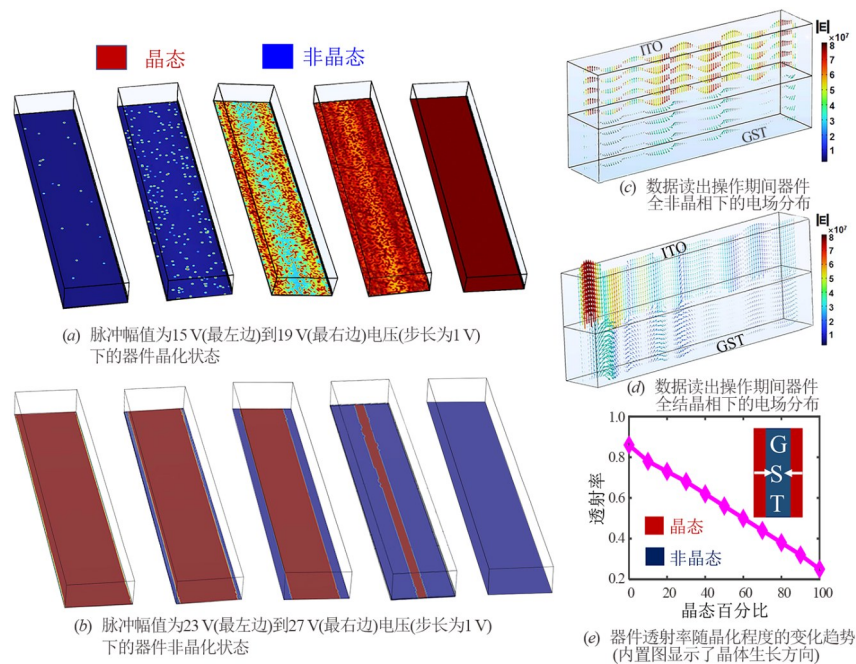 晶态
非晶态
(a) 脉冲幅值为15 V(最左边)到19 V(最右边)电压(步长为1 V)
下的器件晶化状态
(b) 脉冲幅值为23 V(最左边)到27 V(最右边)电压(步长为1 V)
下的器件非晶化状态
|E|
×10⁷
8
7
6
5
4
3
2
1
ITO
GST
(c) 数据读出操作期间器件
全非晶相下的电场分布
|E|
×10⁷
8
7
6
5
4
3
2
1
ITO
GST
(d) 数据读出操作期间器件
全结晶相下的电场分布
1.0
0.8
0.6
0.4
0.2
透射率
G
S
T
晶态
非晶态
0 20 40 60 80 100
晶态百分比
(e) 器件透射率随晶化程度的变化趋势
(内置图显示了晶体生长方向)